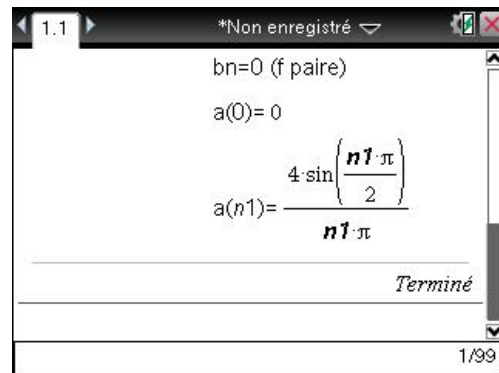 1.1 *Non enregistré
bn=0 (f paire)
a(0)= 0
a(n1)= 4·sin(n1·π/2)/n1·π
Terminé
1/99